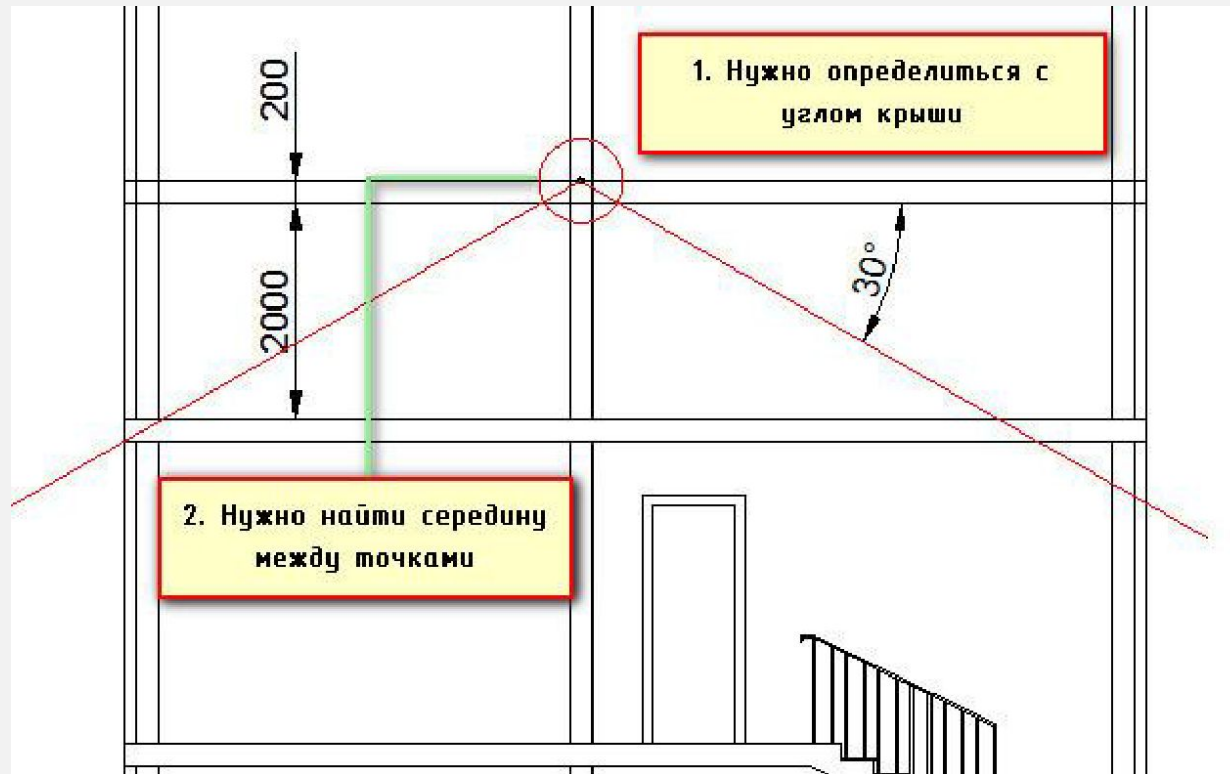 200
1. Нужно определиться с
углом крыши
30°
2000
2. Нужно найти середину
между точками